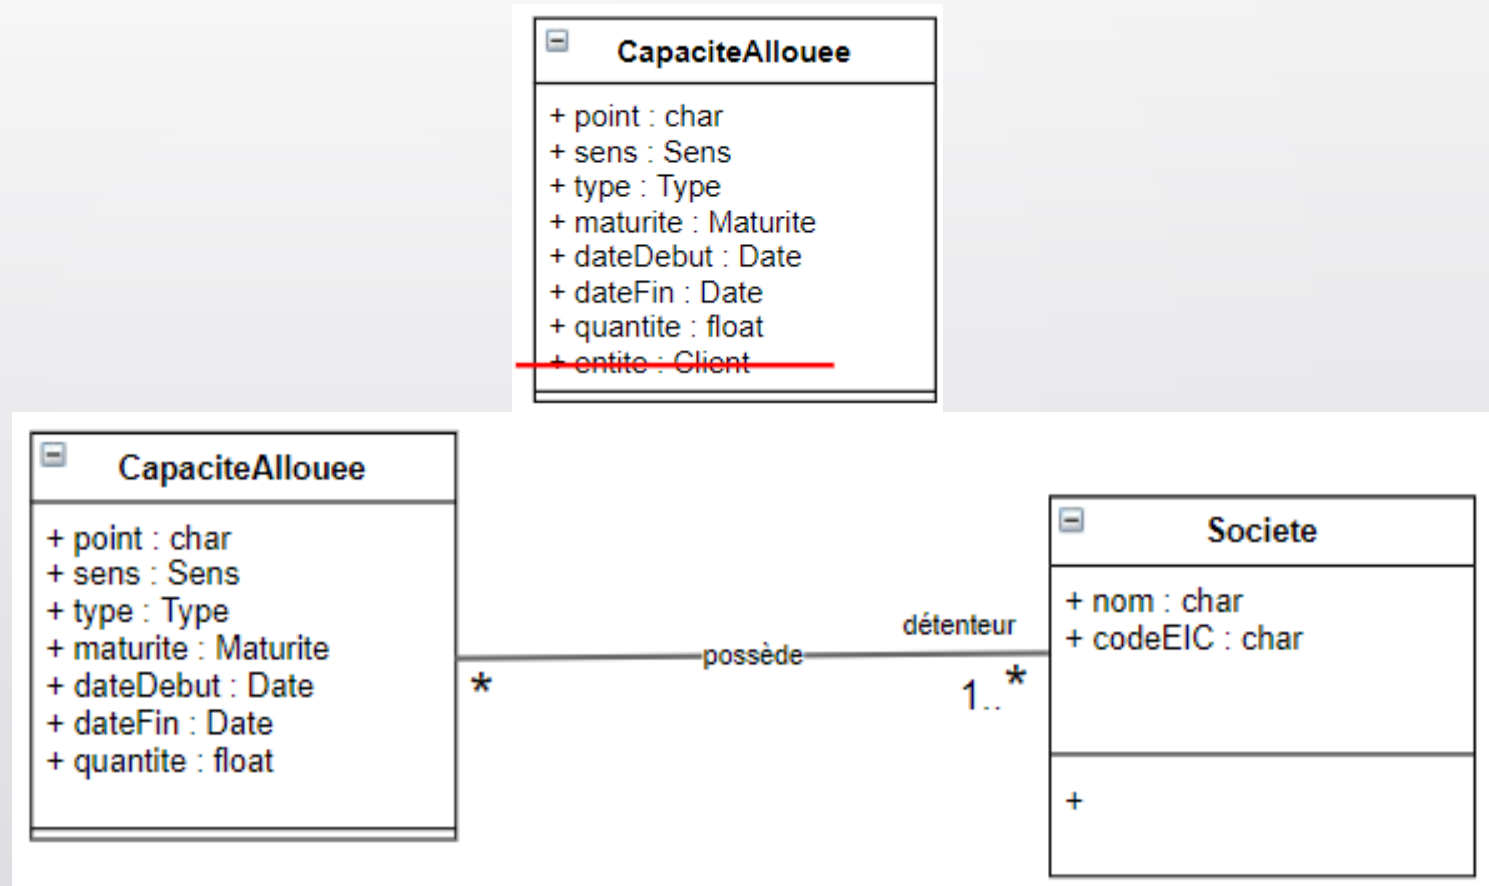 CapaciteAllouee
+ point : char
+ sens : Sens
+ type : Type
+ maturite : Maturite
+ dateDebut : Date
+ dateFin : Date
+ quantite : float
+ entite : Client
CapaciteAllouee
+ point : char
+ sens : Sens
+ type : Type
+ maturite : Maturite
+ dateDebut : Date
+ dateFin : Date
+ quantite : float
*
possède
détenteur
1..*
Societe
+ nom : char
+ codeEIC : char
+